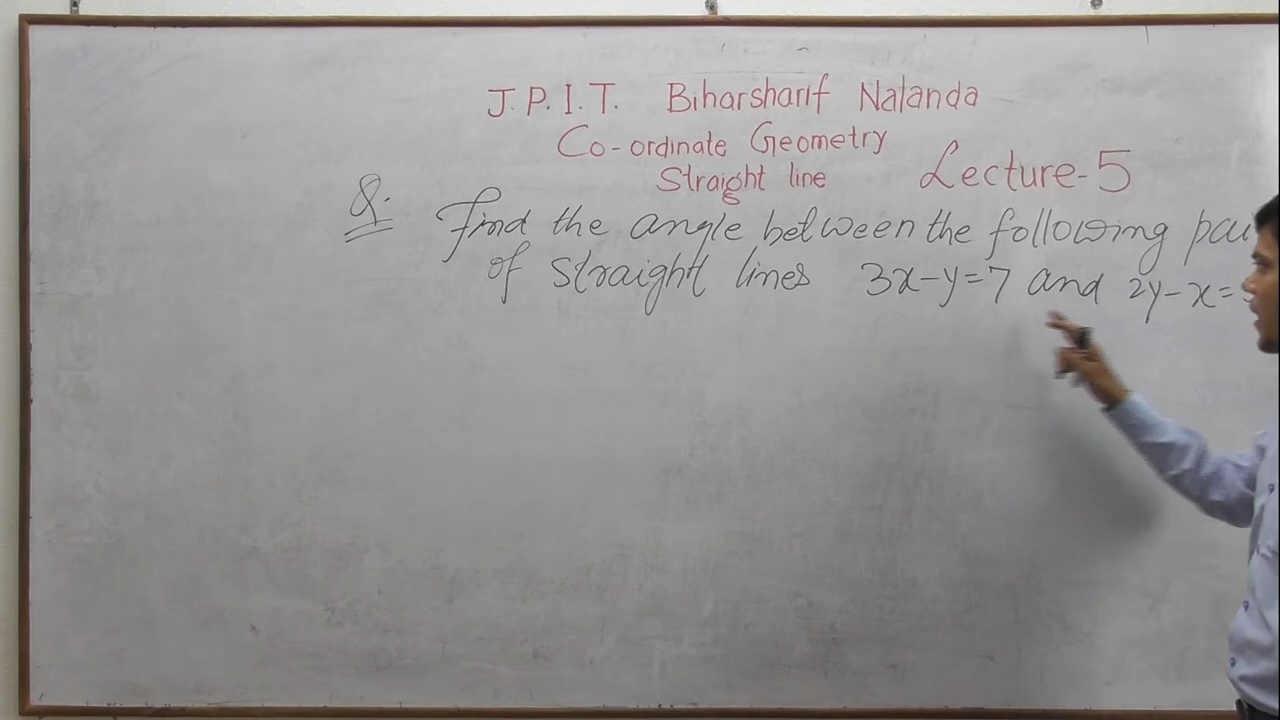 J.P.I.T. Biharsharif Nalanda
Co-ordinate Geometry
Straight line Lecture-5
Q. Find the angle between the following
of straight lines 3x-y=7 and 2y-x=